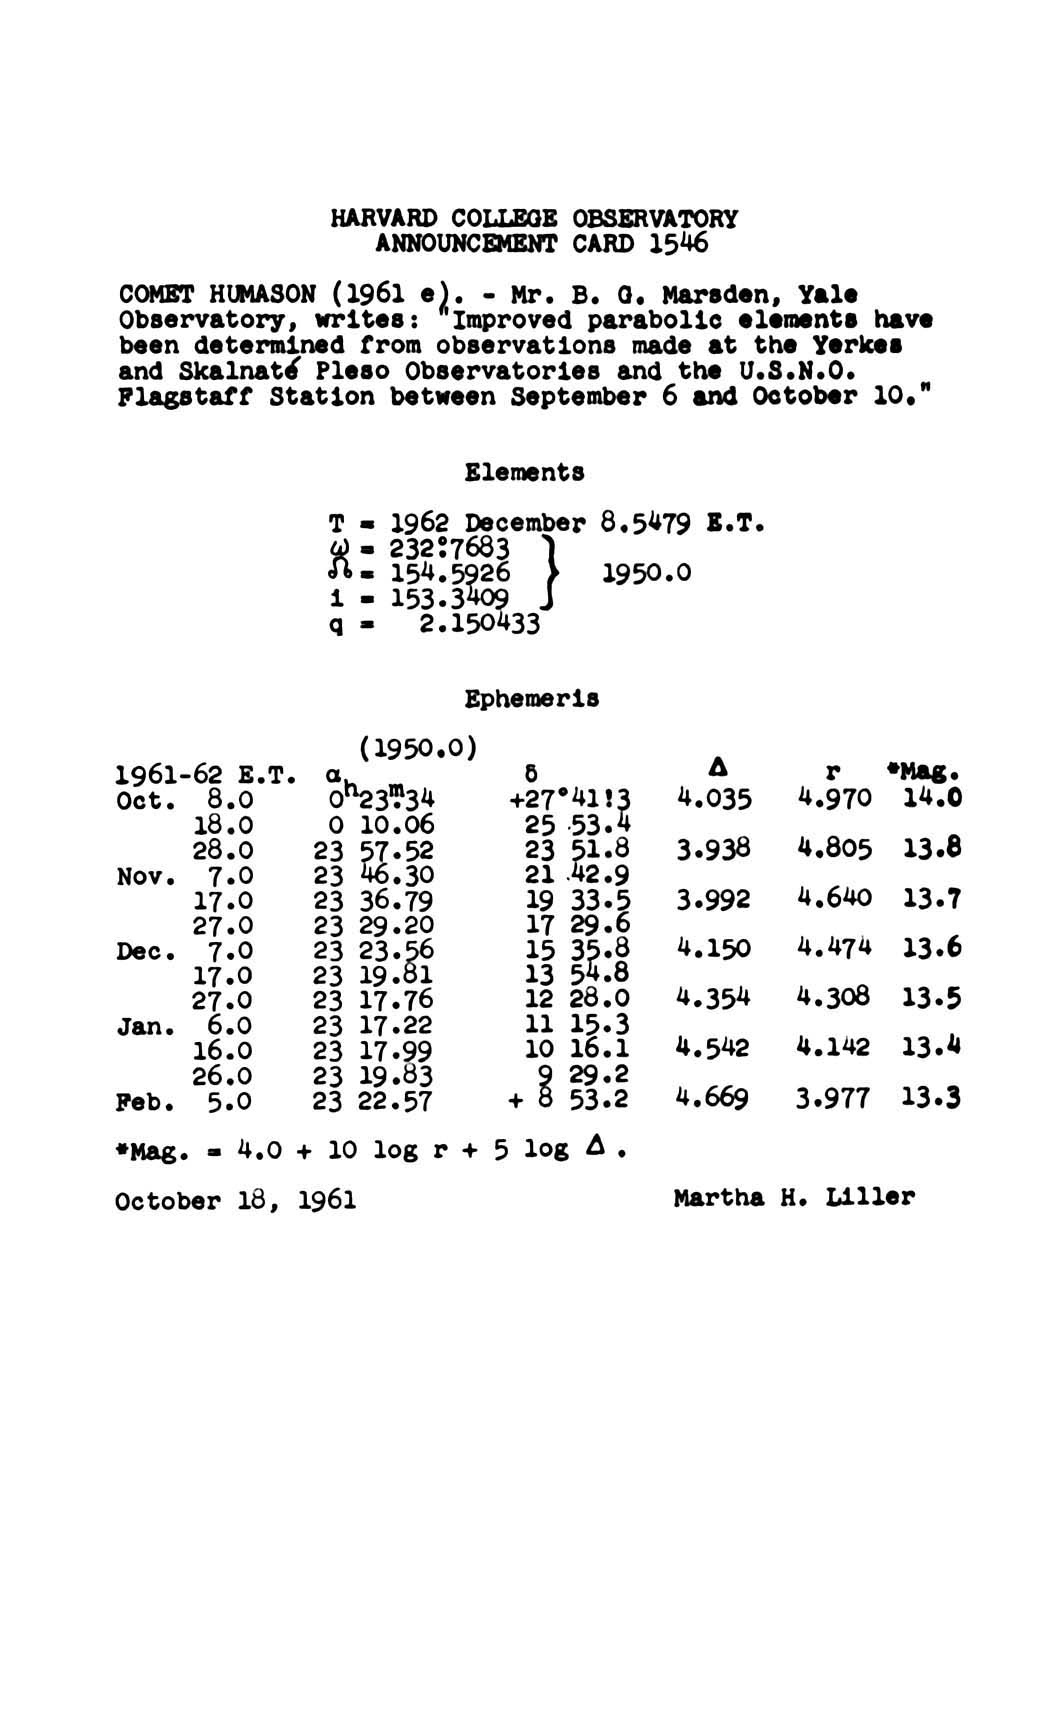 HARVARD COLLEGE OBSERVATORY
ANNOUNCEMENT CARD 1546
COMET HUMASON (1961 e). - Mr. B. G. Marsden, Yale
Observatory, writes: "Improved parabolic elements have
been determined from observations made at the Yerkes
and Skalnaté Pleso Observatories and the U.S.N.O.
Flagstaff Station between September 6 and October 10."
Elements
T = 1962 December 8.5479 E.T.
ω = 232°.7683
☊ = 154.5926 } 1950.0
i = 153.3409
q = 2.150433
Ephemeris
(1950.0)
1961-62 E.T. α δ Δ r *Mag.
Oct. 8.0 0ʰ23ᵐ.34 +27°41!3 4.035 4.970 14.0
18.0 0 10.06 25 53.4
28.0 23 57.52 23 51.8 3.938 4.805 13.8
Nov. 7.0 23 46.30 21 42.9
17.0 23 36.79 19 33.5 3.992 4.640 13.7
27.0 23 29.20 17 29.6
Dec. 7.0 23 23.56 15 35.8 4.150 4.474 13.6
17.0 23 19.81 13 54.8
27.0 23 17.76 12 28.0 4.354 4.308 13.5
Jan. 6.0 23 17.22 11 15.3
16.0 23 17.99 10 16.1 4.542 4.142 13.4
26.0 23 19.83 9 29.2
Feb. 5.0 23 22.57 + 8 53.2 4.669 3.977 13.3
*Mag. = 4.0 + 10 log r + 5 log Δ .
October 18, 1961 Martha H. Liller